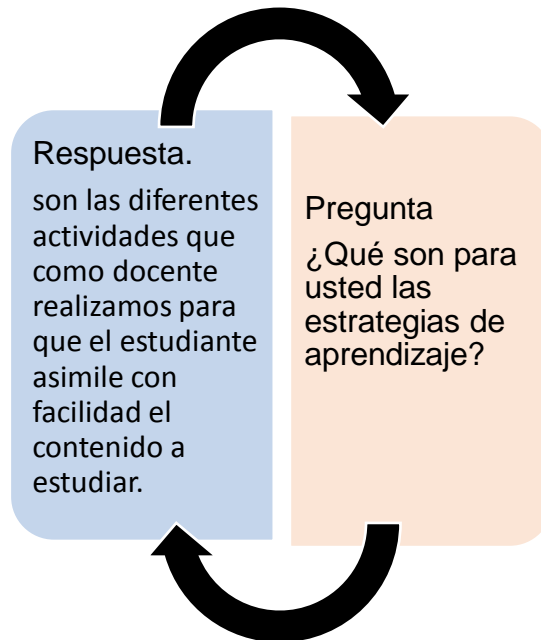 Respuesta.
son las diferentes
actividades que
como docente
realizamos para
que el estudiante
asimile con
facilidad el
contenido a
estudiar.
Pregunta
¿Qué son para
usted las
estrategias de
aprendizaje?